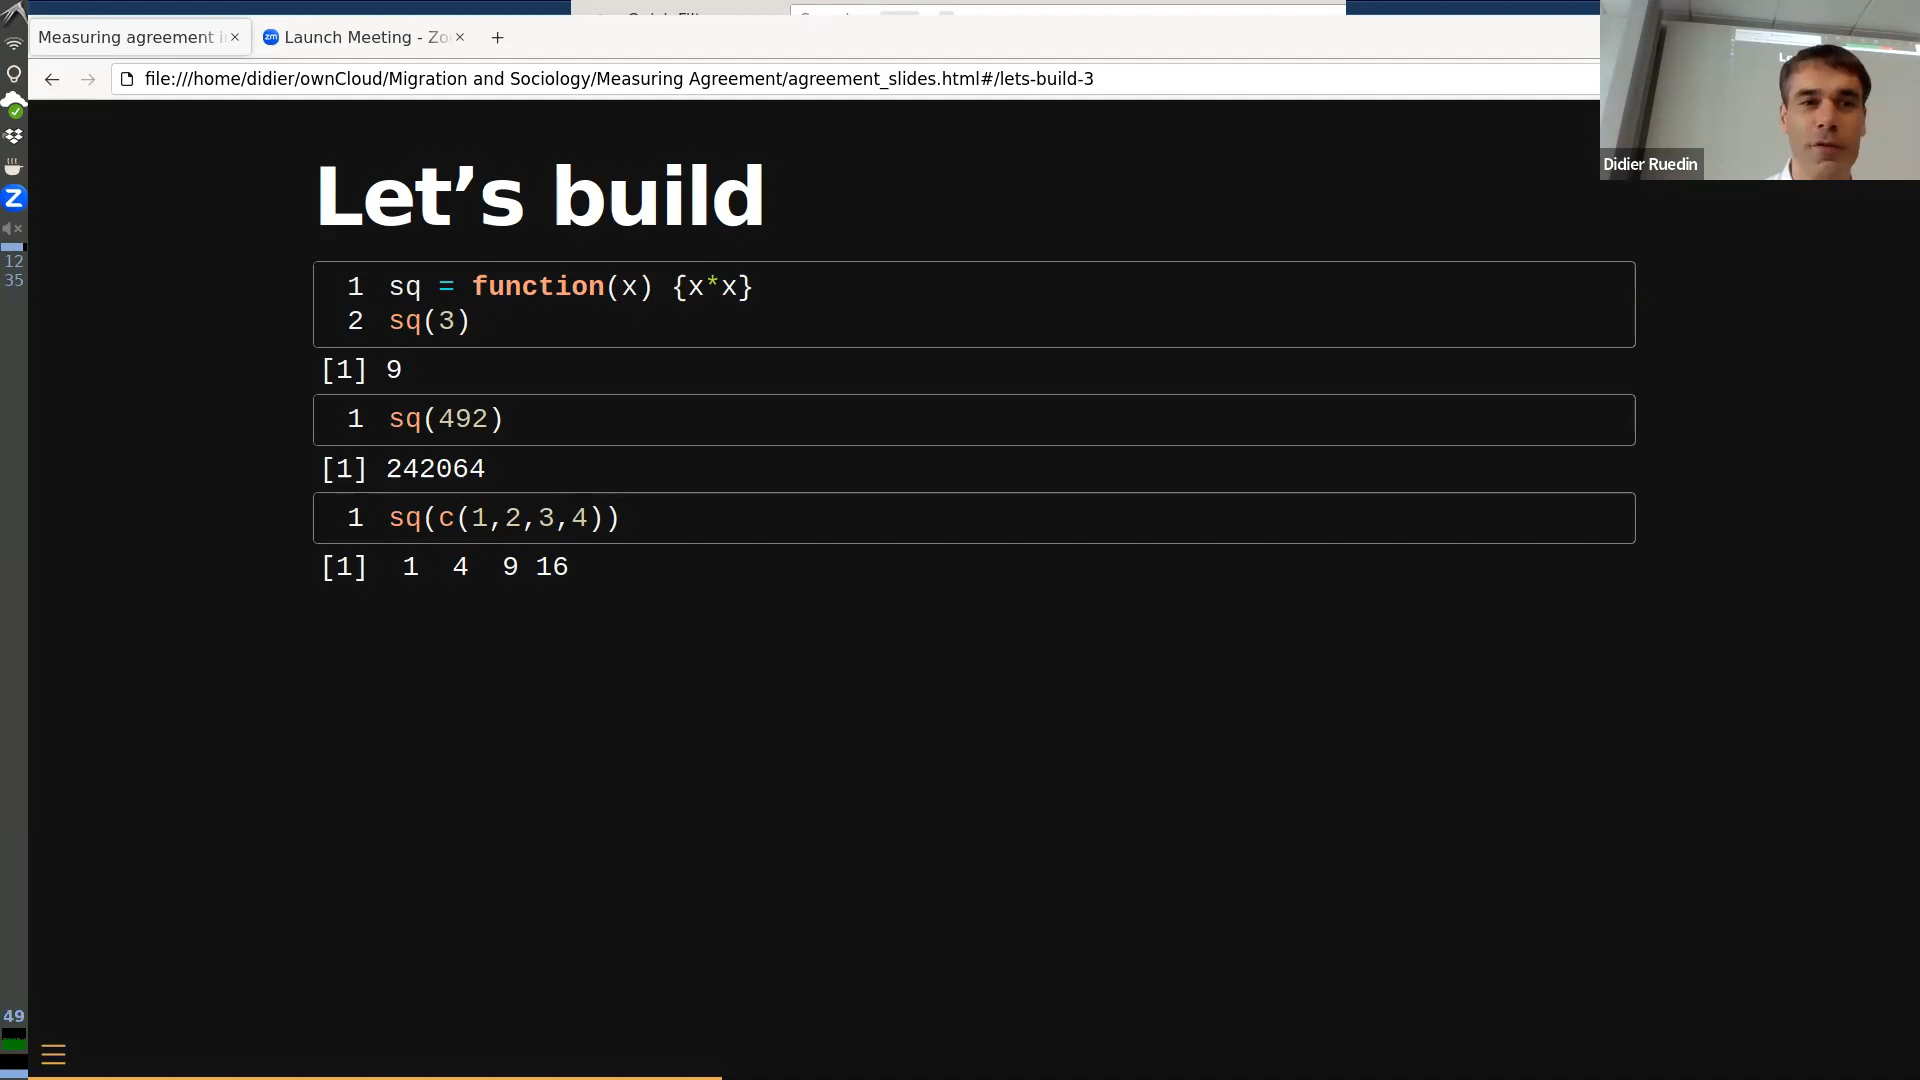 Measuring agreement i
Launch Meeting - Zo
file:///home/didier/ownCloud/Migration and Sociology/Measuring Agreement/agreement_slides.html#/lets-build-3
Didier Ruedin
12
35
Let’s build
1 sq = function(x) {x*x}
2 sq(3)
[1] 9
1 sq(492)
[1] 242064
1 sq(c(1,2,3,4))
[1]  1  4  9 16
49